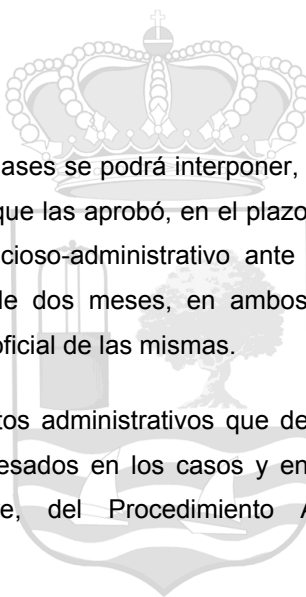 ases se podrá interponer,
que las aprobó, en el plazo
cioso-administrativo ante
de dos meses, en ambos
oficial de las mismas.
tos administrativos que de
esados en los casos y en
e, del Procedimiento A